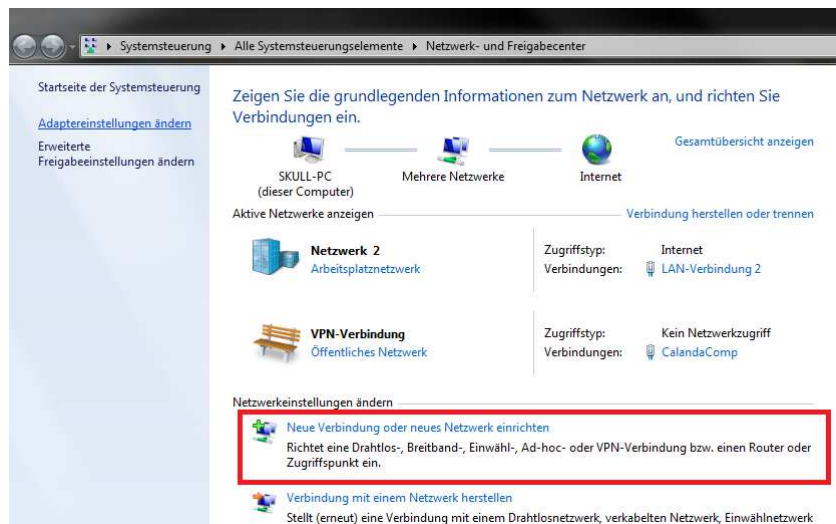 Systemsteuerung ▸ Alle Systemsteuerungselemente ▸ Netzwerk- und Freigabecenter
Startseite der Systemsteuerung
Adaptereinstellungen ändern
Erweiterte
Freigabeeinstellungen ändern
Zeigen Sie die grundlegenden Informationen zum Netzwerk an, und richten Sie
Verbindungen ein.
Gesamtübersicht anzeigen
SKULL-PC
(dieser Computer)
Mehrere Netzwerke
Internet
Aktive Netzwerke anzeigen
Verbindung herstellen oder trennen
Netzwerk 2
Arbeitsplatznetzwerk
Zugriffstyp: Internet
Verbindungen: LAN-Verbindung 2
VPN-Verbindung
Öffentliches Netzwerk
Zugriffstyp: Kein Netzwerkzugriff
Verbindungen: CalandaComp
Netzwerkeinstellungen ändern
Neue Verbindung oder neues Netzwerk einrichten
Richtet eine Drahtlos-, Breitband-, Einwähl-, Ad-hoc- oder VPN-Verbindung bzw. einen Router oder
Zugriffspunkt ein.
Verbindung mit einem Netzwerk herstellen
Stellt (erneut) eine Verbindung mit einem Drahtlosnetzwerk, verkabelten Netzwerk, Einwählnetzwerk